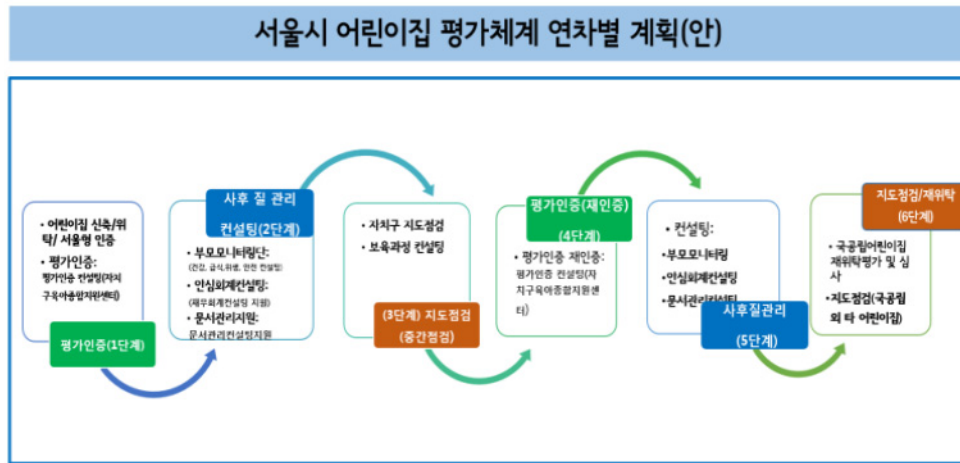 서울시 어린이집 평가체계 연차별 계획(안)
• 어린이집 신축/위
탁/ 서울형 인증
• 평가인증:
평가인증 컨설팅(자치
구육아종합지원센터)
평가인증(1단계)
사후 질 관리
컨설팅(2단계)
• 부모모니터링단:
(건강, 급식,위생, 안전 컨설팅)
• 안심회계컨설팅:
(재무회계컨설팅 지원)
• 문서관리지원:
문서관리컨설팅지원
• 자치구 지도점검
• 보육과정 컨설팅
(3단계) 지도점검
(중간점검)
평가인증(재인증)
(4단계)
• 평가인증 재인증:
평가인증 컨설팅(자
치구육아종합지원센
터)
• 컨설팅:
부모모니터링
안심회계컨설팅
문서관리컨설팅
사후질관리
(5단계)
지도점검/재위탁
(6단계)
• 국공립어린이집
재위탁평가 및 심
사
• 지도점검(국공립
외 타 어린이집)